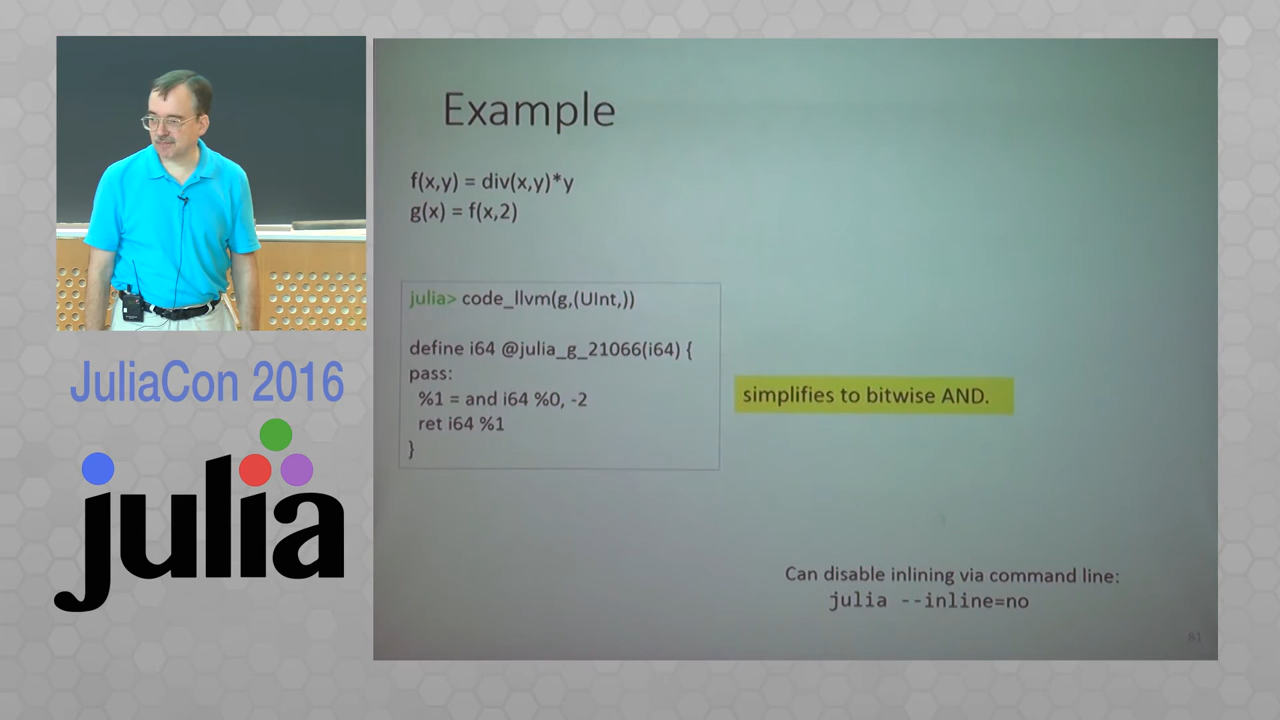 Example
f(x,y) = div(x,y)*y
g(x) = f(x,2)
julia> code_llvm(g,(UInt,))
define i64 @julia_g_21066(i64) {
pass:
%1 = and i64 %0, -2
ret i64 %1
}
simplifies to bitwise AND.
Can disable inlining via command line:
julia --inline=no
81
JuliaCon 2016
julia